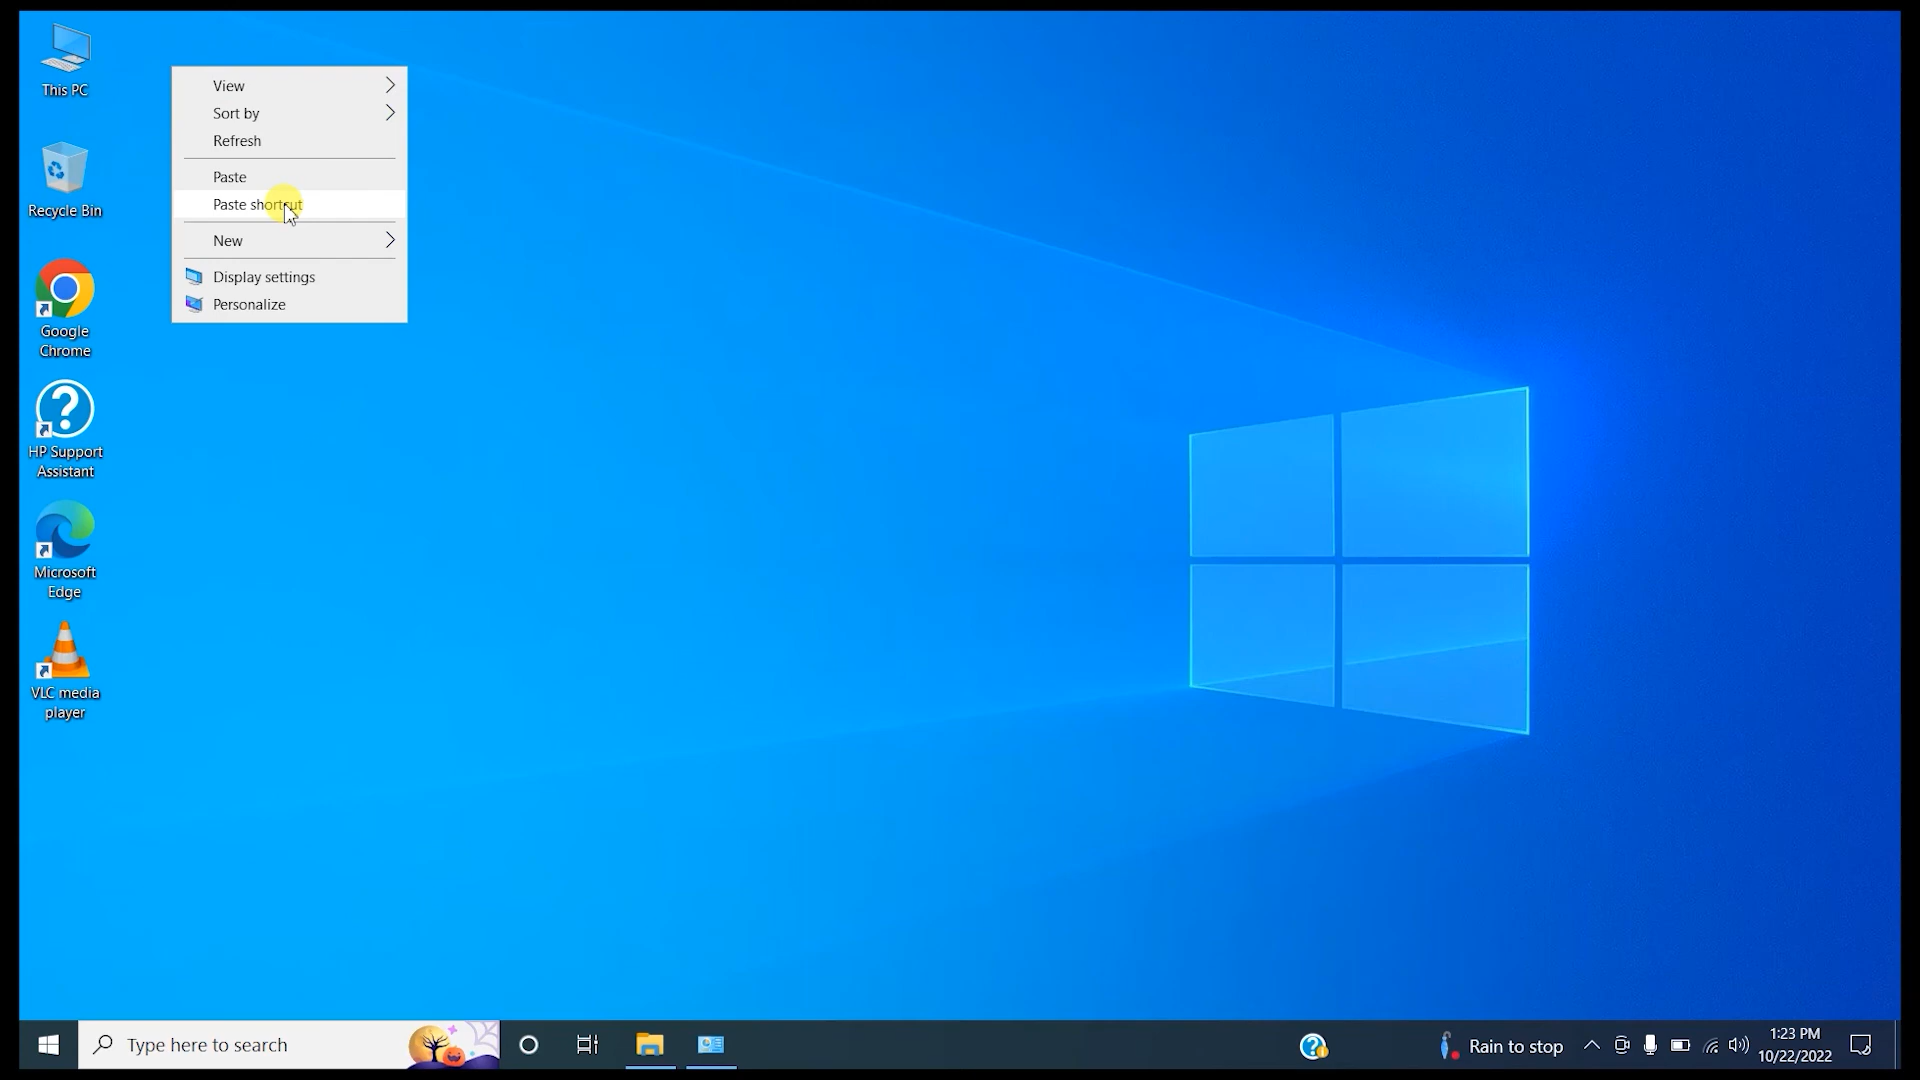 This PC
Recycle Bin
Google
Chrome
HP Support
Assistant
Microsoft
Edge
VLC media
player
View
Sort by
Refresh
Paste
Paste shortcut
New
Display settings
Personalize
Type here to search
Rain to stop
1:23 PM
10/22/2022